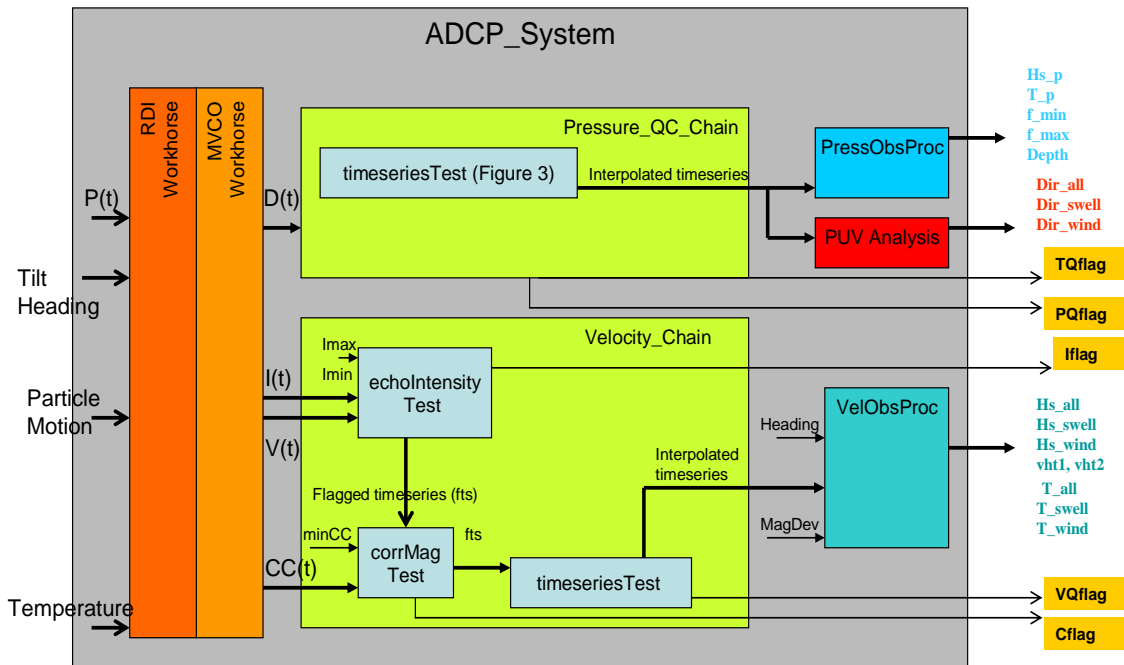 ADCP_System
RDI
Workhorse
MVCO
Workhorse
P(t)
Tilt
Heading
Particle
Motion
Temperature
D(t)
I(t)
V(t)
CC(t)
Pressure_QC_Chain
timeseriesTest (Figure 3)
Interpolated timeseries
PressObsProc
PUV Analysis
Hs_p
T_p
f_min
f_max
Depth
Dir_all
Dir_swell
Dir_wind
TQflag
PQflag
Iflag
Velocity_Chain
Imax
Imin
echoIntensity
Test
Flagged timeseries (fts)
minCC
corrMag
Test
fts
timeseriesTest
Interpolated
timeseries
Heading
MagDev
VelObsProc
Hs_all
Hs_swell
Hs_wind
vht1, vht2
T_all
T_swell
T_wind
VQflag
Cflag